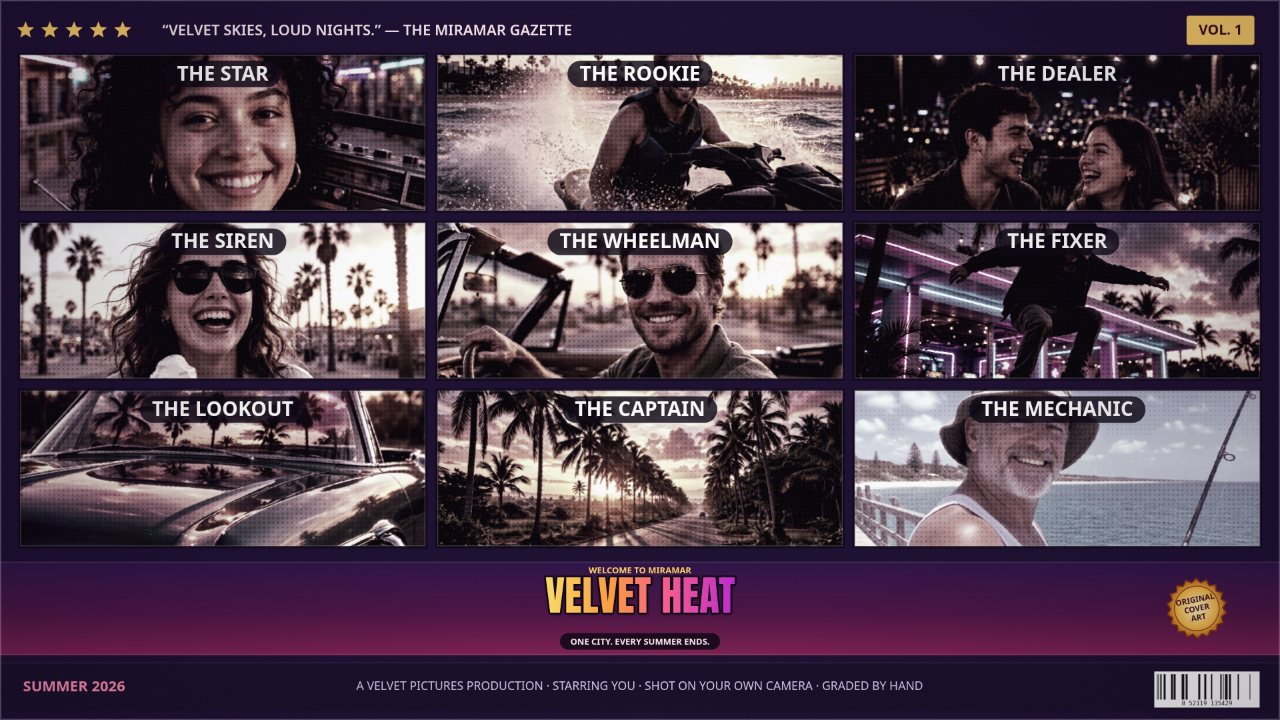 “VELVET SKIES, LOUD NIGHTS.” — THE MIRAMAR GAZETTE
VOL. 1
THE STAR
THE ROOKIE
THE DEALER
THE SIREN
THE WHEELMAN
THE FIXER
THE LOOKOUT
THE CAPTAIN
THE MECHANIC
WELCOME TO MIRAMAR
VELVET HEAT
ONE CITY. EVERY SUMMER ENDS.
ORIGINAL
COVER
ART
SUMMER 2026
A VELVET PICTURES PRODUCTION · STARRING YOU · SHOT ON YOUR OWN CAMERA · GRADED BY HAND
8 52119 135429